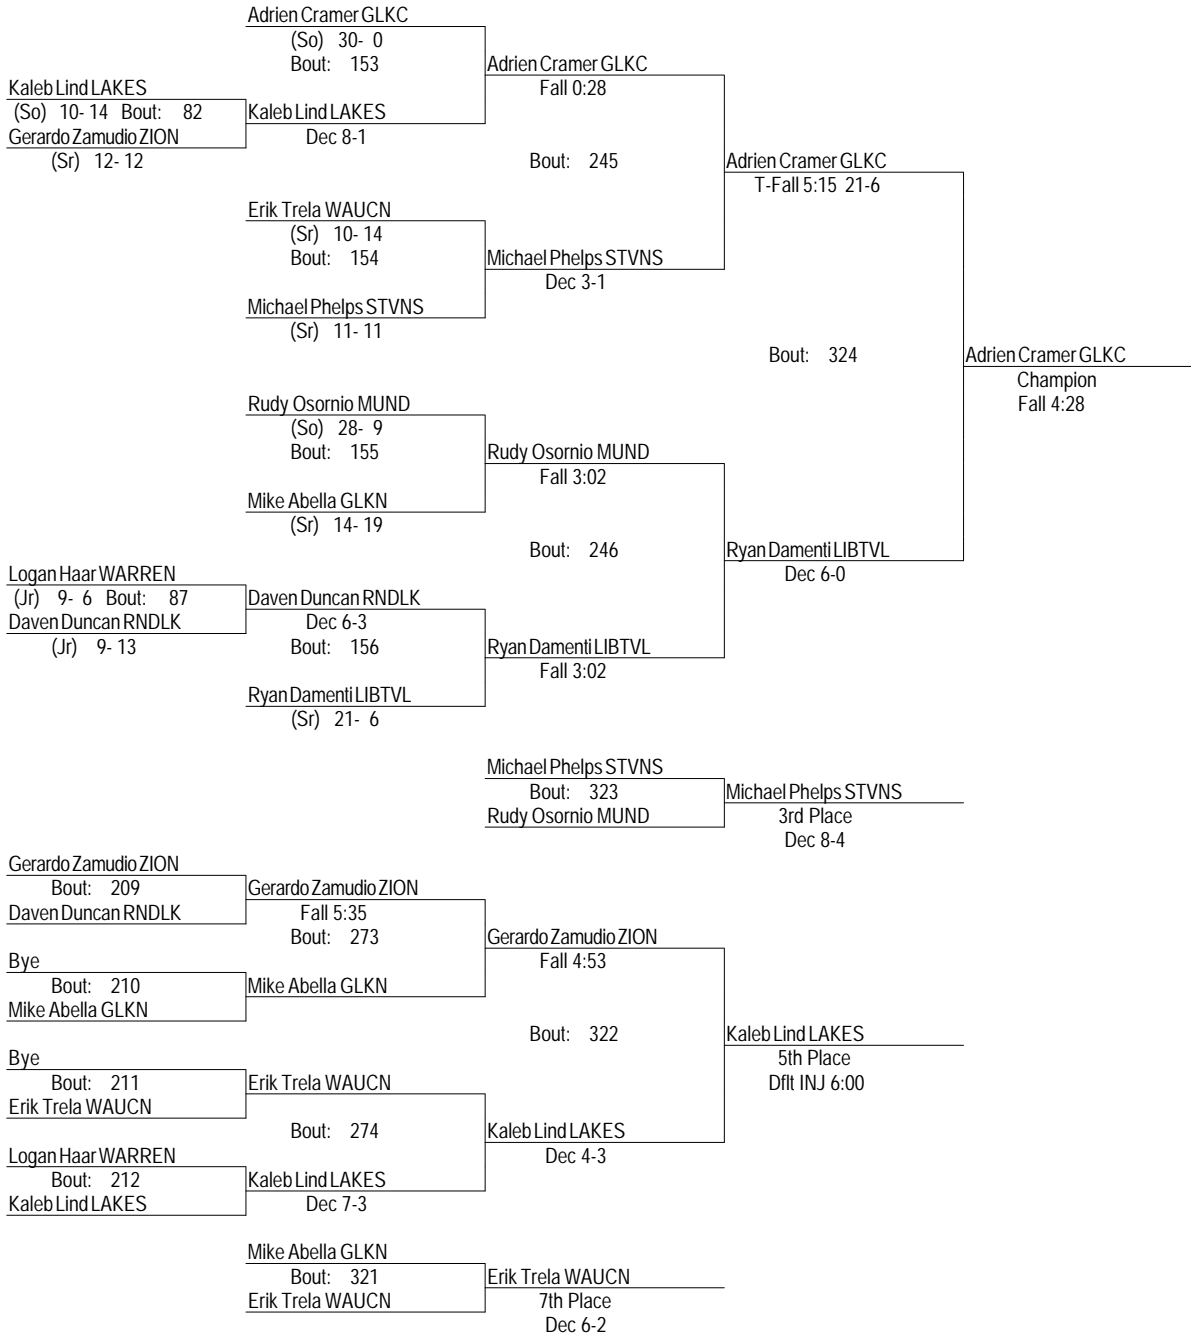 Adrien Cramer GLKC
(So) 30- 0
Bout: 153
Adrien Cramer GLKC
Fall 0:28
Kaleb Lind LAKES
(So) 10- 14 Bout: 82
Kaleb Lind LAKES
Gerardo Zamudio ZION
Dec 8-1
(Sr) 12- 12
Bout: 245
Adrien Cramer GLKC
T-Fall 5:15 21-6
Erik Trela WAUCN
(Sr) 10- 14
Bout: 154
Michael Phelps STVNS
Dec 3-1
Michael Phelps STVNS
(Sr) 11- 11
Bout: 324
Adrien Cramer GLKC
Champion
Fall 4:28
Rudy Osornio MUND
(So) 28- 9
Bout: 155
Rudy Osornio MUND
Fall 3:02
Mike Abella GLKN
(Sr) 14- 19
Bout: 246
Ryan Damenti LIBTVL
Dec 6-0
Logan Haar WARREN
(Jr) 9- 6 Bout: 87
Daven Duncan RNDLK
Daven Duncan RNDLK
Dec 6-3
(Jr) 9- 13
Bout: 156
Ryan Damenti LIBTVL
Fall 3:02
Ryan Damenti LIBTVL
(Sr) 21- 6
Michael Phelps STVNS
Bout: 323
Michael Phelps STVNS
Rudy Osornio MUND
3rd Place
Dec 8-4
Gerardo Zamudio ZION
Bout: 209
Gerardo Zamudio ZION
Daven Duncan RNDLK
Fall 5:35
Bout: 273
Gerardo Zamudio ZION
Fall 4:53
Bye
Bout: 210
Mike Abella GLKN
Mike Abella GLKN
Bout: 322
Kaleb Lind LAKES
5th Place
Dflt INJ 6:00
Bye
Bout: 211
Erik Trela WAUCN
Erik Trela WAUCN
Bout: 274
Kaleb Lind LAKES
Dec 4-3
Logan Haar WARREN
Bout: 212
Kaleb Lind LAKES
Kaleb Lind LAKES
Dec 7-3
Mike Abella GLKN
Bout: 321
Erik Trela WAUCN
Erik Trela WAUCN
7th Place
Dec 6-2